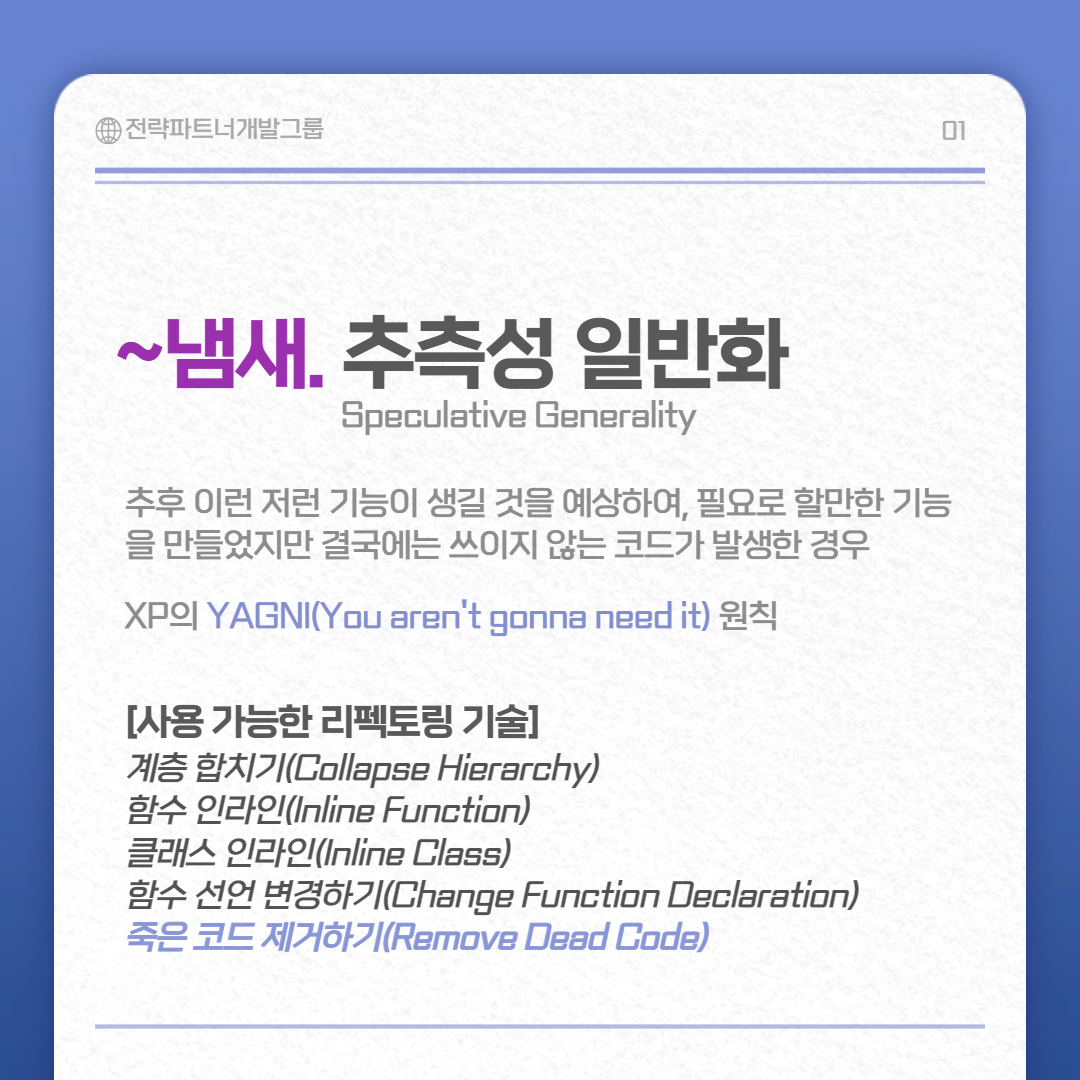 전략파트너개발그룹
01
~냄새. 추측성 일반화
Speculative Generality
추후 이런 저런 기능이 생길 것을 예상하여, 필요로 할만한 기능
을 만들었지만 결국에는 쓰이지 않는 코드가 발생한 경우
XP의 YAGNI(You aren't gonna need it) 원칙
[사용 가능한 리펙토링 기술]
계층 합치기(Collapse Hierarchy)
함수 인라인(Inline Function)
클래스 인라인(Inline Class)
함수 선언 변경하기(Change Function Declaration)
죽은 코드 제거하기(Remove Dead Code)